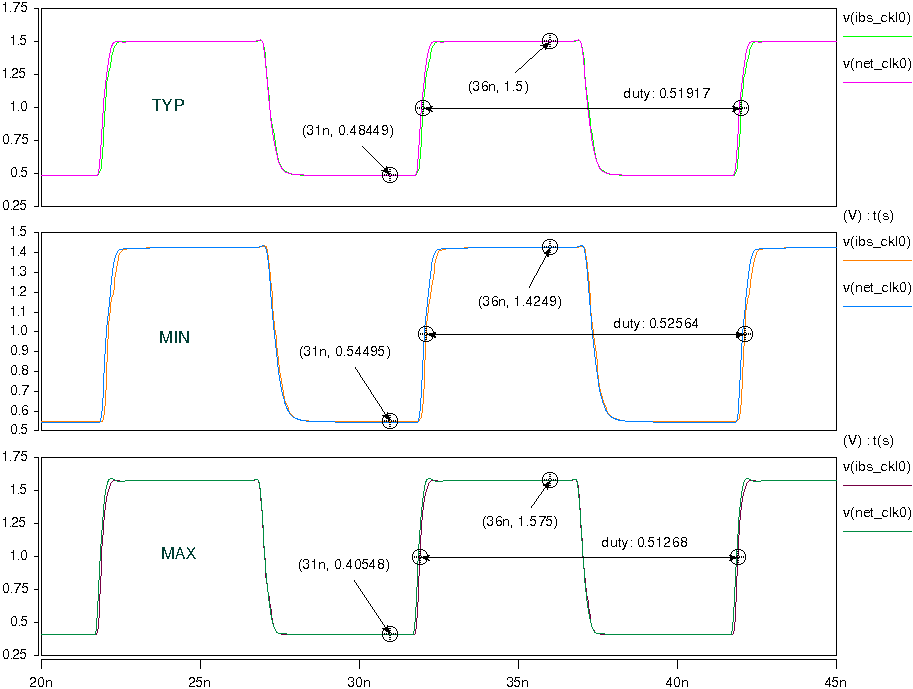 1.75
v(ibs_ckl0)
1.5
v(net_clk0)
1.25
(36n, 1.5)
duty: 0.51917
TYP
1.0
(31n, 0.48449)
0.75
0.5
0.25
(V) : t(s)
1.5
v(ibs_ckl0)
1.4
1.3
v(net_clk0)
1.2
(36n, 1.4249)
1.1
duty: 0.52564
MIN
1.0
(31n, 0.54495)
0.9
0.8
0.7
0.6
0.5
(V) : t(s)
1.75
v(ibs_ckl0)
1.5
v(net_clk0)
(36n, 1.575)
1.25
duty: 0.51268
MAX
1.0
(31n, 0.40548)
0.75
0.5
0.25
20n 25n 30n 35n 40n 45n